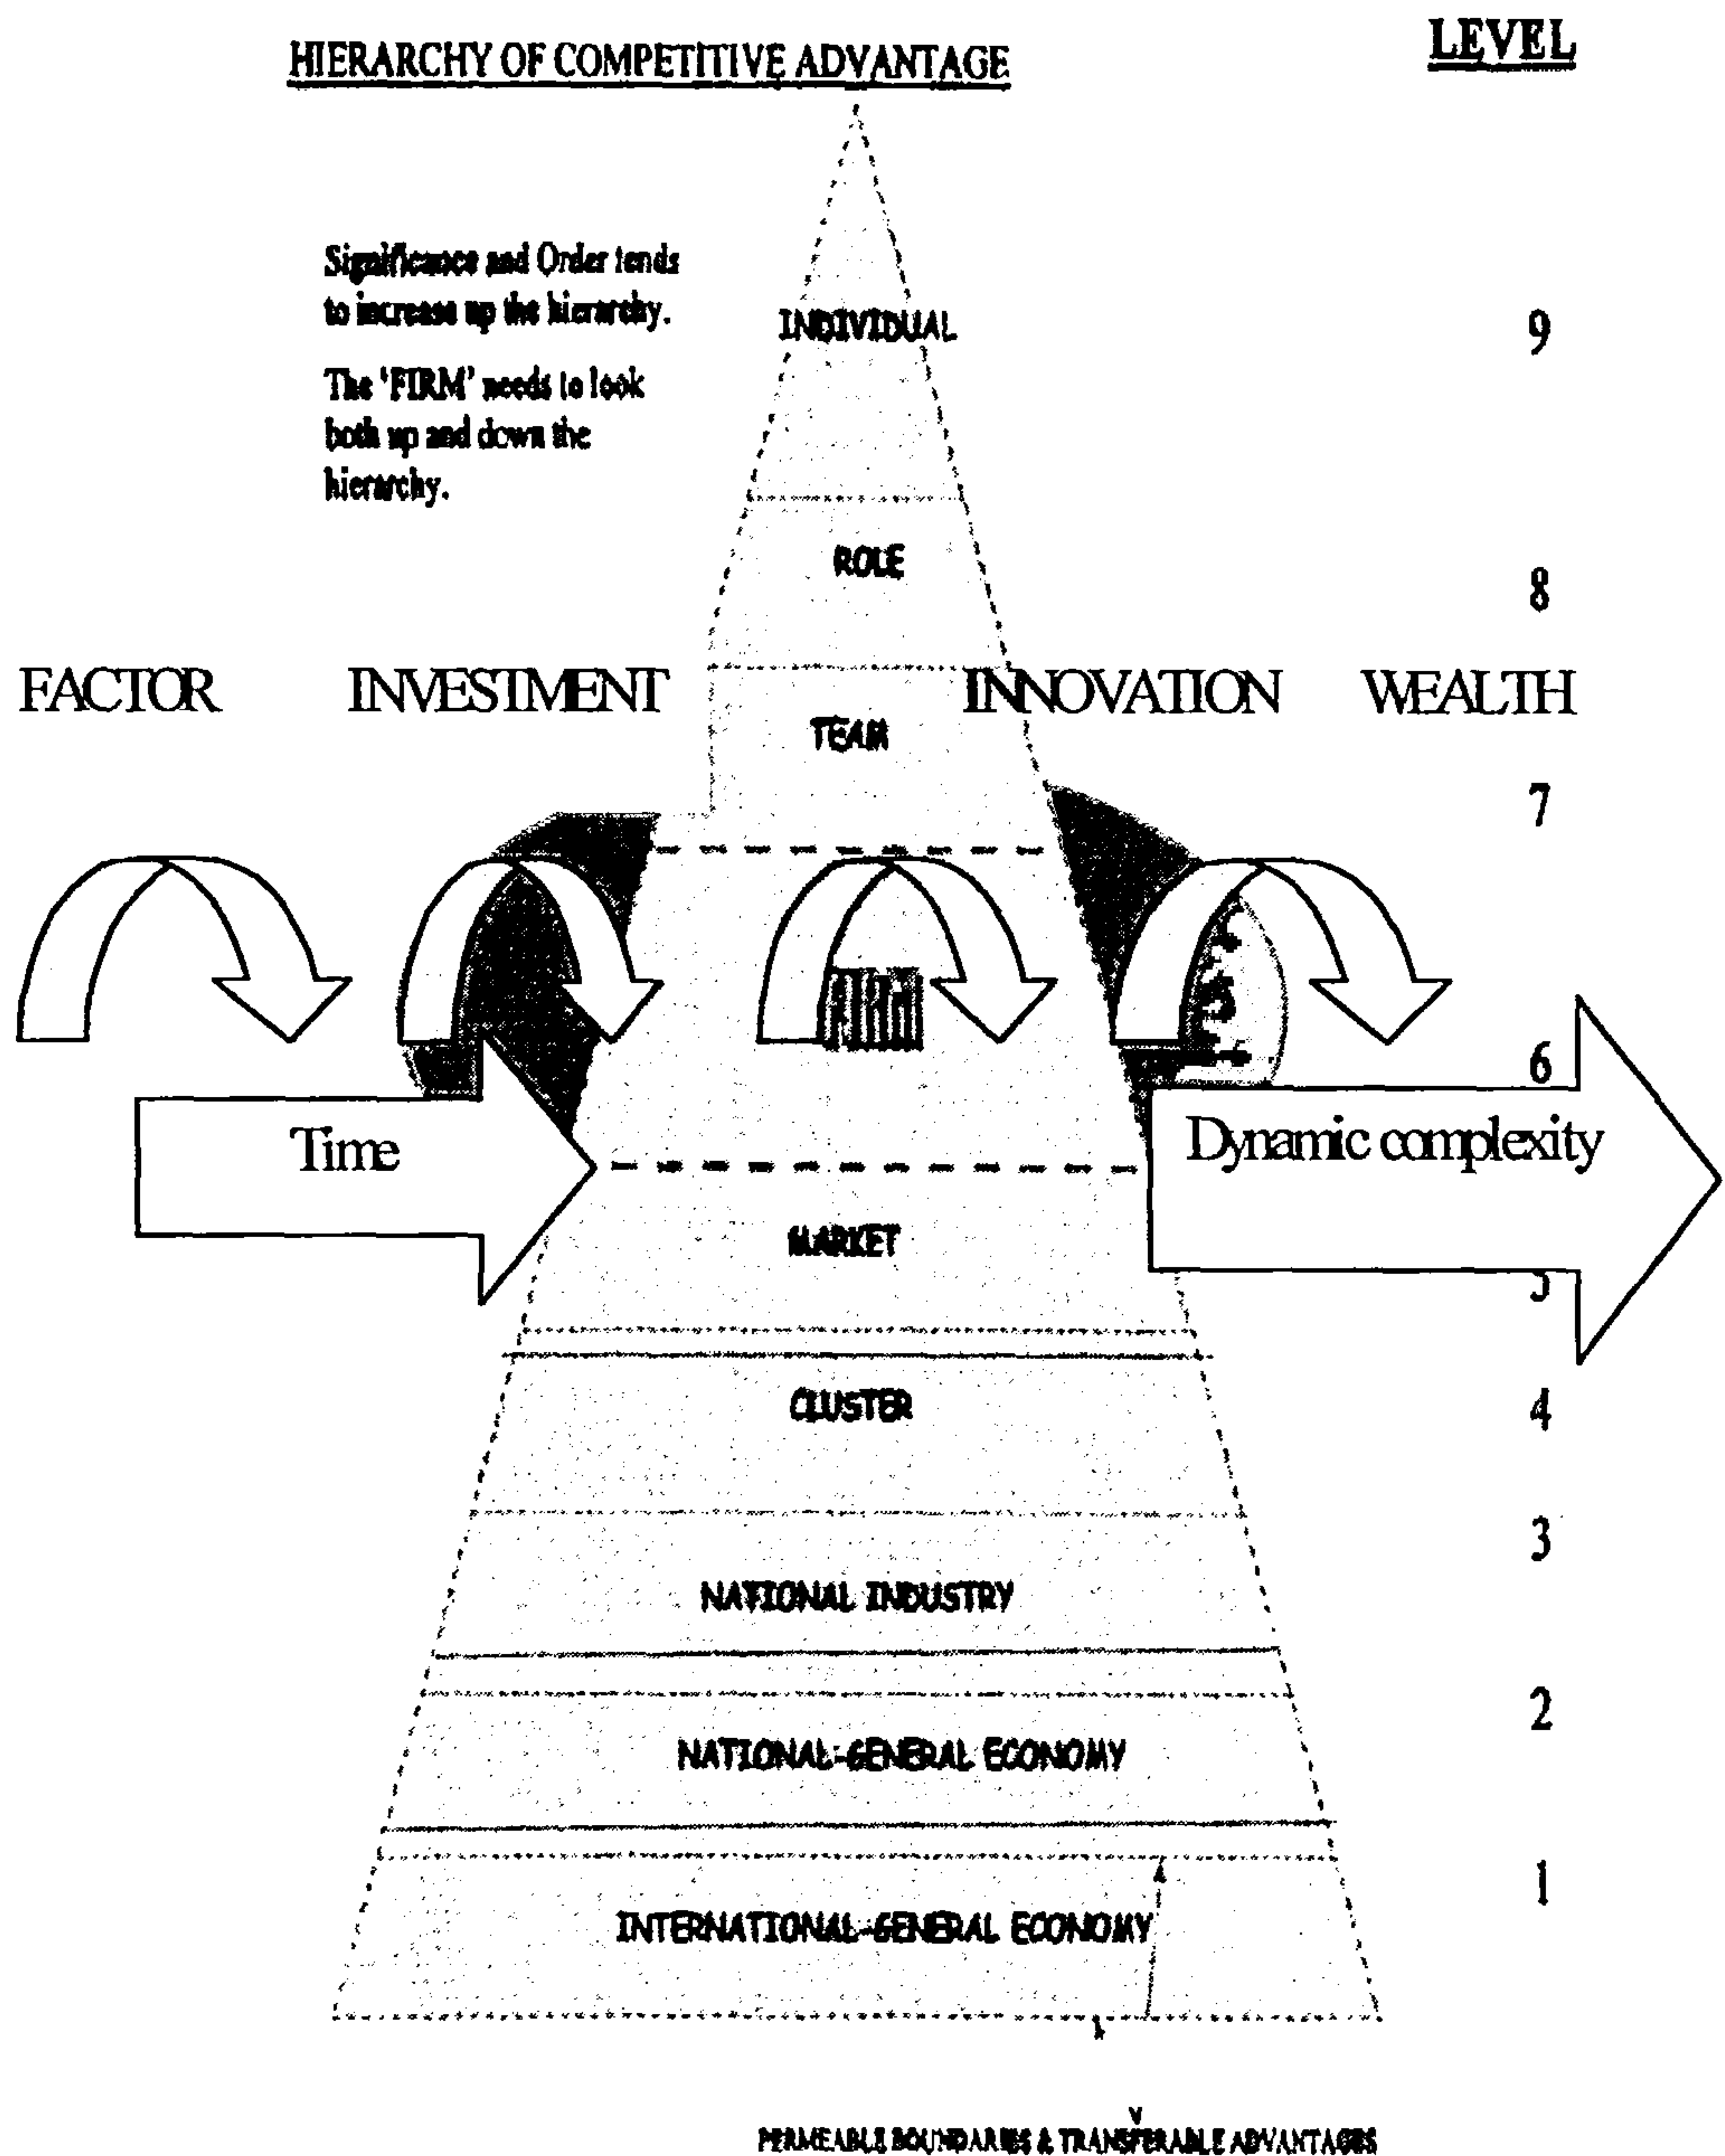 HIERARCHY OF COMPETITIVE ADVANTAGE
LEVEL
Significance and Order tends
to increase up the hierarchy.
The 'FIRM' needs to look
both up and down the
hierarchy.
INDIVIDUAL
9
ROLE
8
FACTOR
INVESTMENT
INNOVATION
WEALTH
TEAM
7
FIRM
6
Time
Dynamic complexity
MARKET
5
CLUSTER
4
3
NATIONAL INDUSTRY
2
NATIONAL-GENERAL ECONOMY
1
INTERNATIONAL-GENERAL ECONOMY
PERMEABLE BOUNDARIES & TRANSFERABLE ADVANTAGES